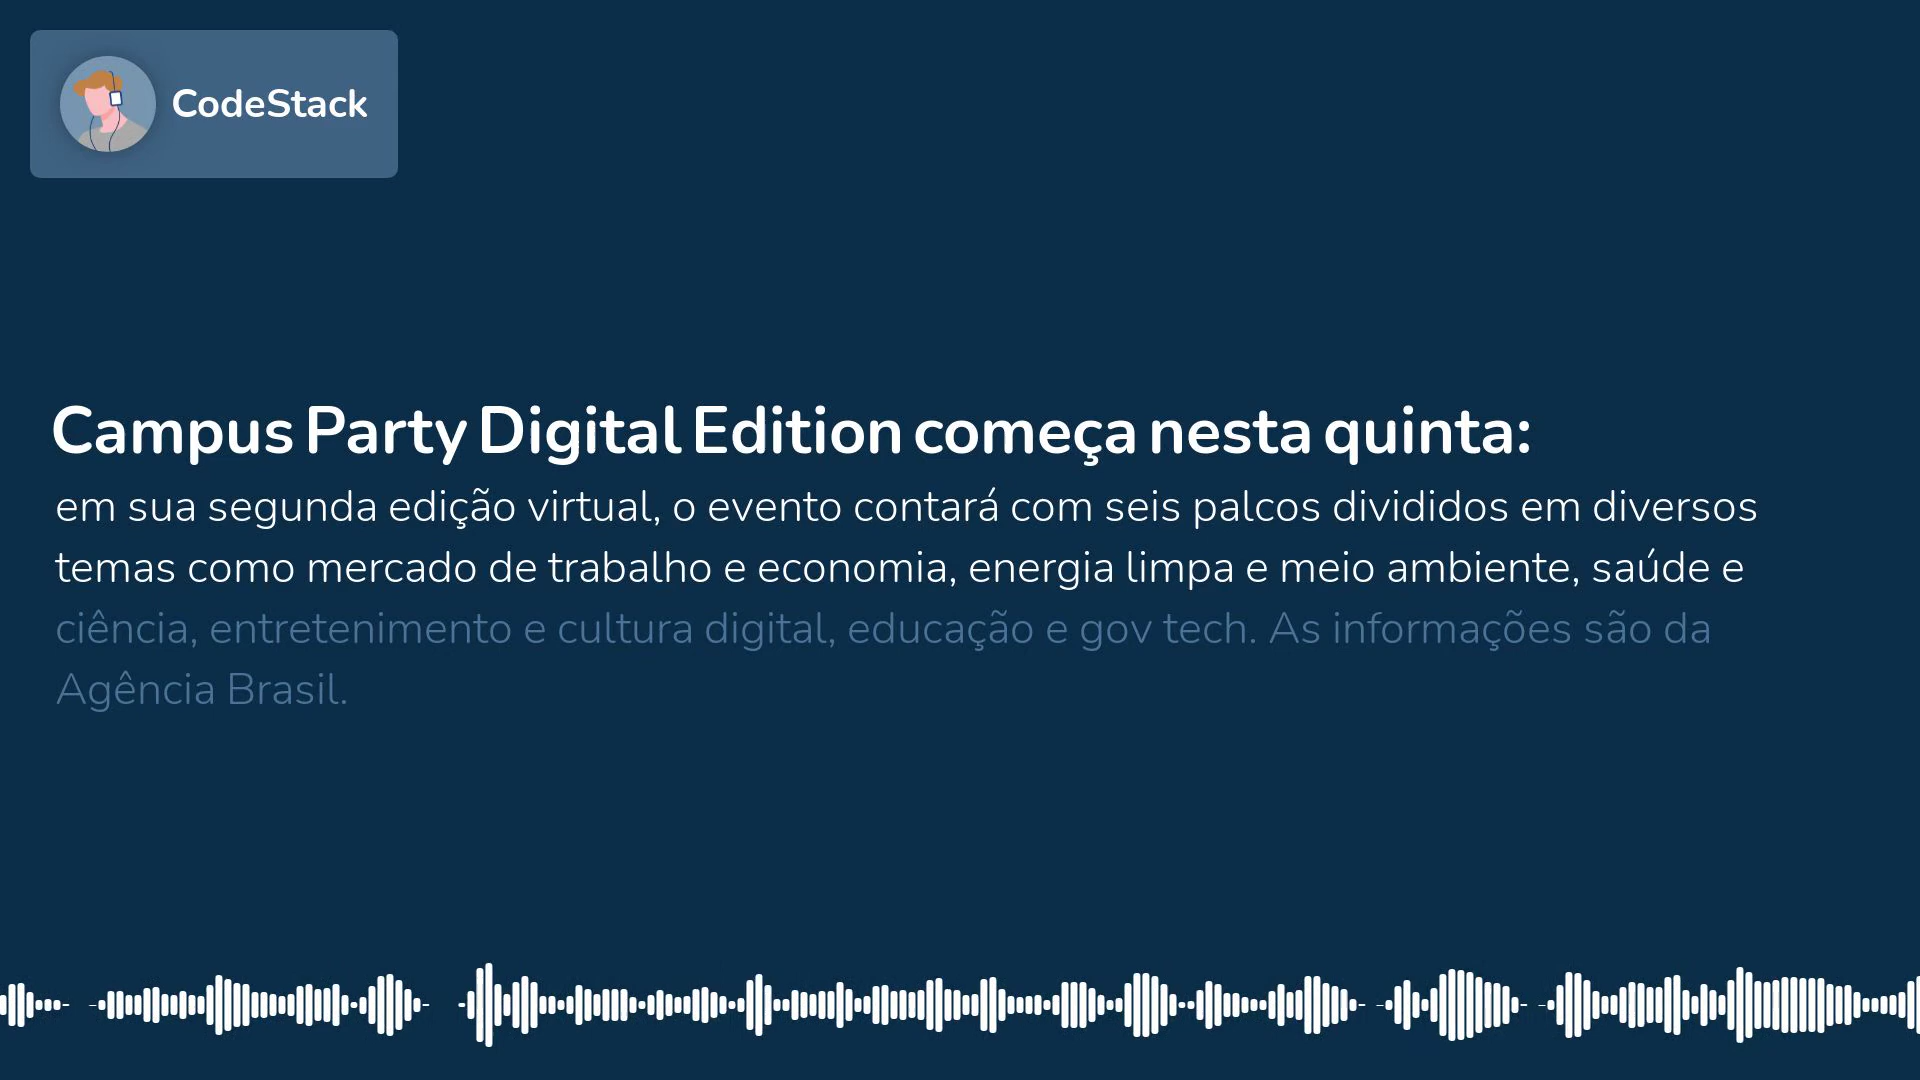 CodeStack
Campus Party Digital Edition começa nesta quinta:
em sua segunda edição virtual, o evento contará com seis palcos divididos em diversos
temas como mercado de trabalho e economia, energia limpa e meio ambiente, saúde e
ciência, entretenimento e cultura digital, educação e gov tech. As informações são da
Agência Brasil.